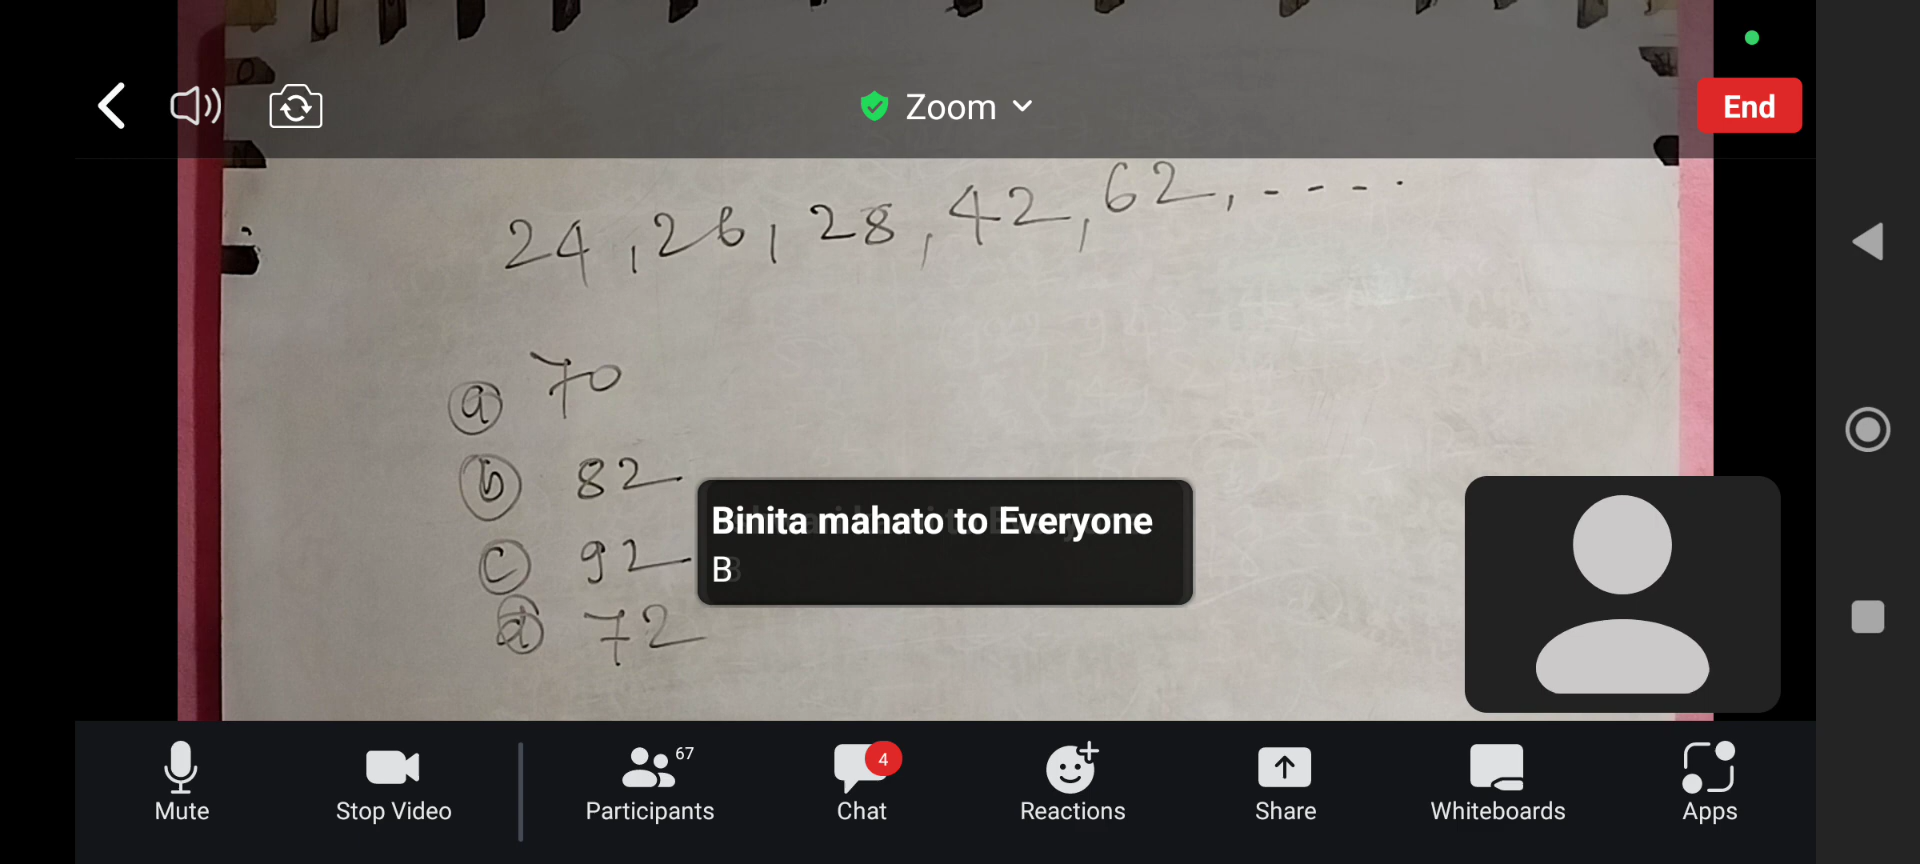 Zoom
End
24, 26, 28, 42, 62, - - - -
a 70
b 82
c 92
d 72
Binita mahato to Everyone
B
67
4
Mute
Stop Video
Participants
Chat
Reactions
Share
Whiteboards
Apps